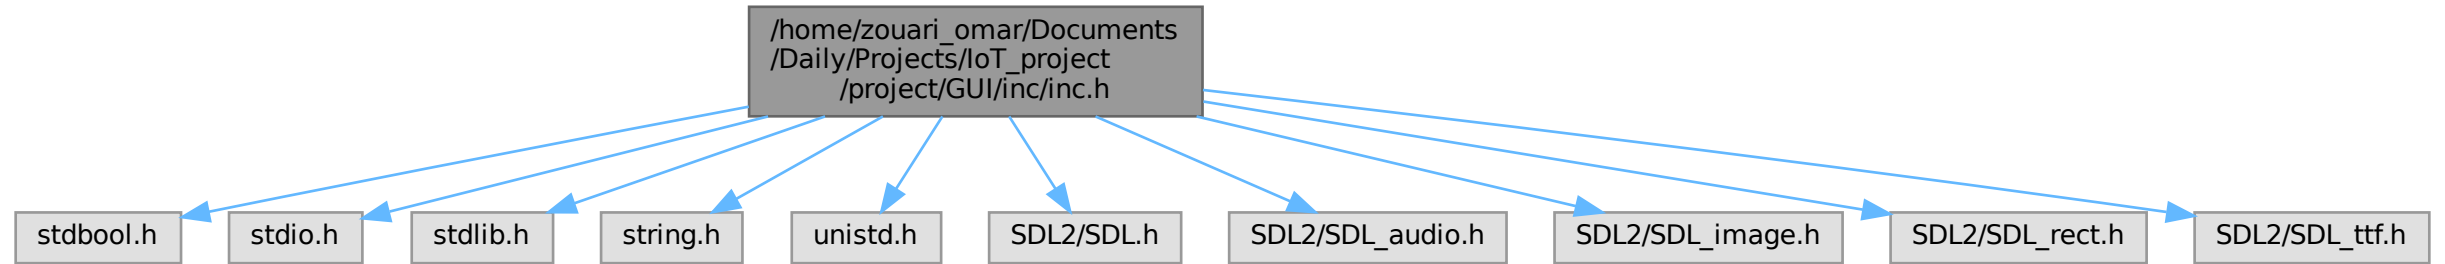 /home/zouari_omar/Documents
/Daily/Projects/IoT_project
/project/GUI/inc/inc.h
stdbool.h
stdio.h
stdlib.h
string.h
unistd.h
SDL2/SDL.h
SDL2/SDL_audio.h
SDL2/SDL_image.h
SDL2/SDL_rect.h
SDL2/SDL_ttf.h